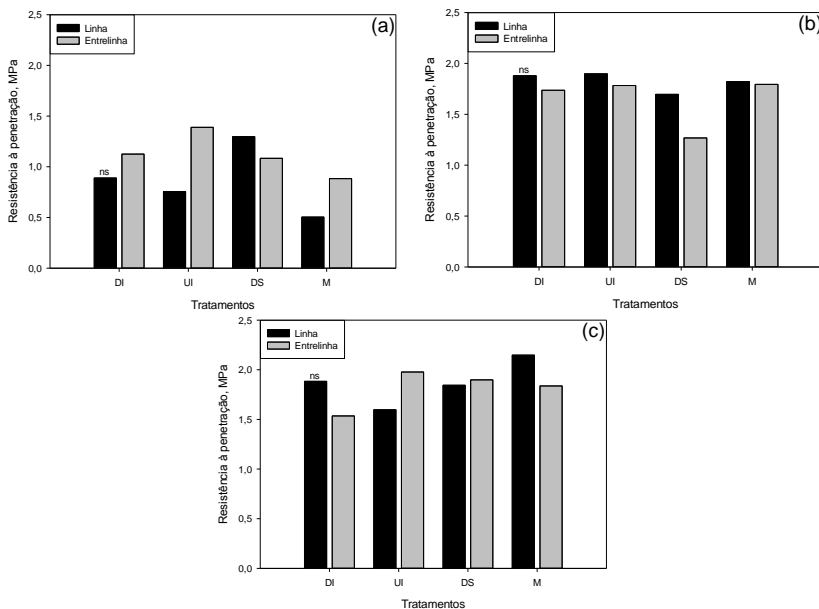 (a)
Linha
Entrelinha
Resistência à penetração, MPa
2,5
2,0
1,5
1,0
0,5
0,0
ns
DI UI DS M
Tratamentos
(b)
Linha
Entrelinha
Resistência à penetração, MPa
2,5
2,0
1,5
1,0
0,5
0,0
ns
DI UI DS M
Tratamentos
(c)
Linha
Entrelinha
Resistência à penetração, MPa
2,5
2,0
1,5
1,0
0,5
0,0
ns
DI UI DS M
Tratamentos